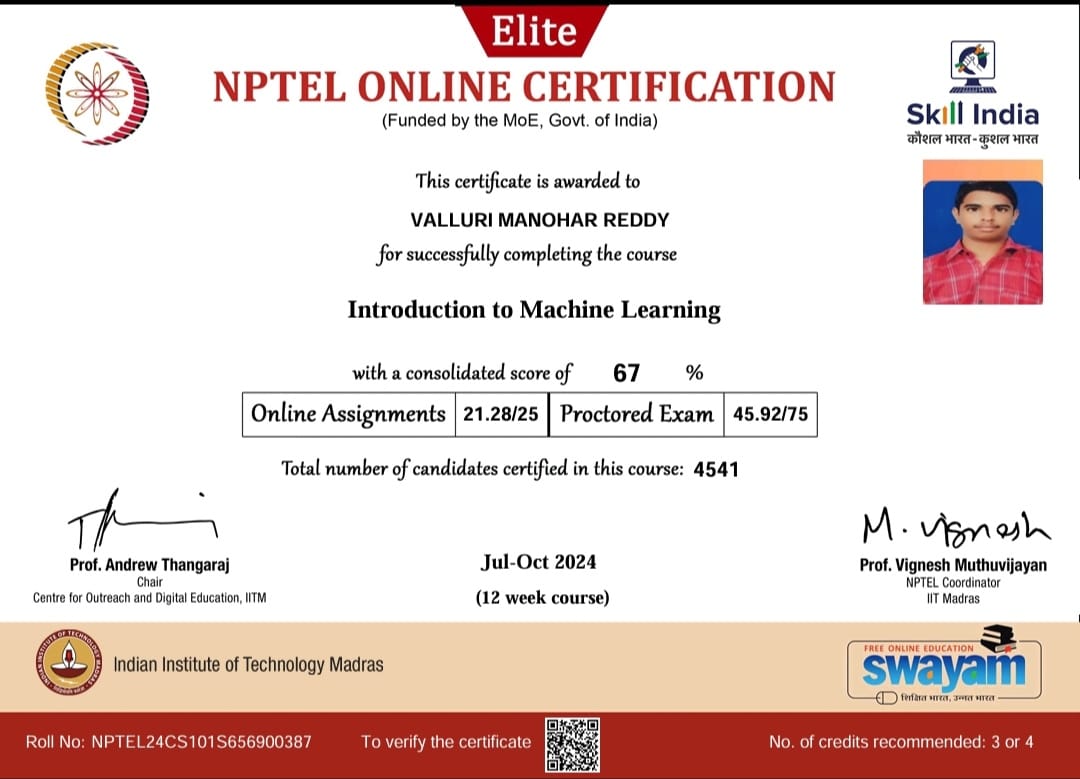 Elite
NPTEL ONLINE CERTIFICATION
(Funded by the MoE, Govt. of India)
Skill India
कौशल भारत-कुशल भारत
This certificate is awarded to
VALLURI MANOHAR REDDY
for successfully completing the course
Introduction to Machine Learning
with a consolidated score of 67 %
Online Assignments 21.28/25 Proctored Exam 45.92/75
Total number of candidates certified in this course: 4541
M. Vignesh
Prof. Andrew Thangaraj
Chair
Centre for Outreach and Digital Education, IITM
Jul-Oct 2024
(12 week course)
Prof. Vignesh Muthuvijayan
NPTEL Coordinator
IIT Madras
Indian Institute of Technology Madras
FREE ONLINE EDUCATION
swayam
शिक्षित भारत, उन्नत भारत
Roll No: NPTEL24CS101S656900387
To verify the certificate
No. of credits recommended: 3 or 4